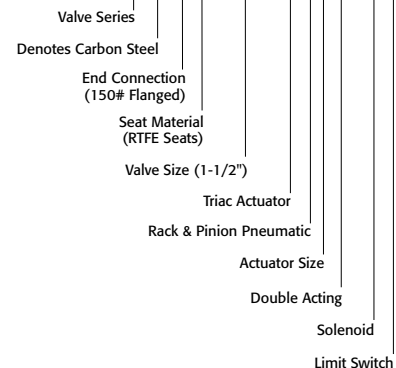 Valve Series
Denotes Carbon Steel
End Connection
(150# Flanged)
Seat Material
(RTFE Seats)
Valve Size (1-1/2")
Triac Actuator
Rack & Pinion Pneumatic
Actuator Size
Double Acting
Solenoid
Limit Switch